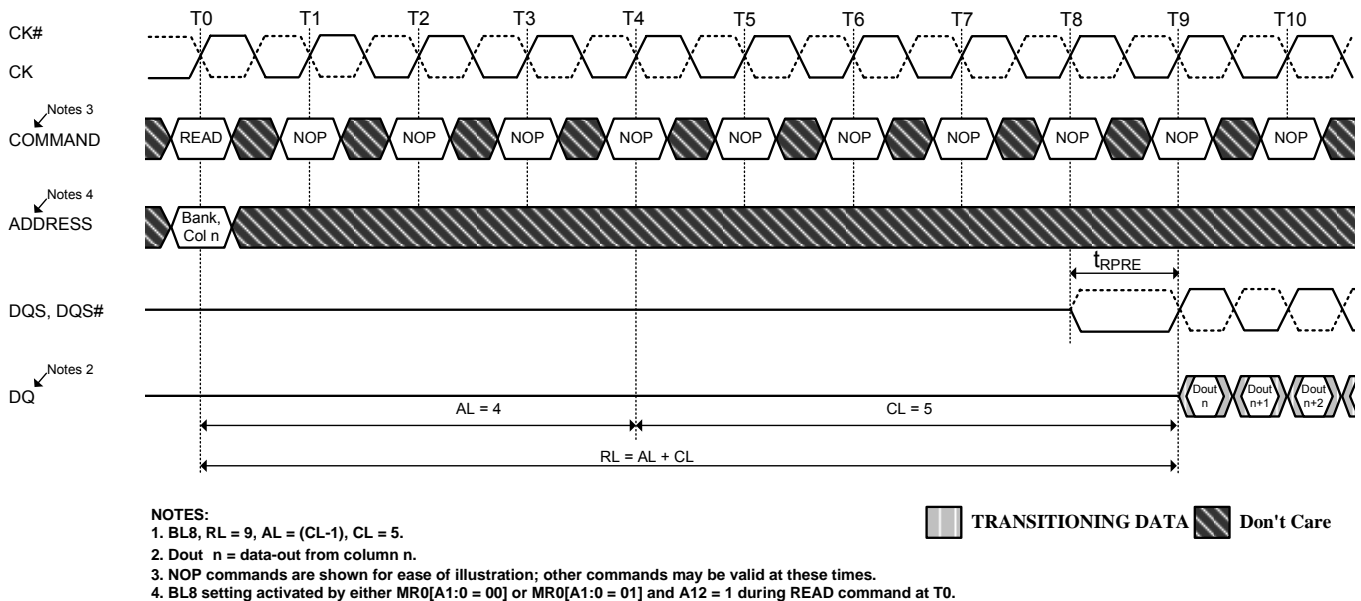 T0 T1 T2 T3 T4 T5 T6 T7 T8 T9 T10
CK#
CK
Notes 3
COMMAND
READ NOP NOP NOP NOP NOP NOP NOP NOP NOP NOP
Notes 4
ADDRESS
Bank,
Col n
tRPRE
DQS, DQS#
Notes 2
DQ
Dout
n
Dout
n+1
Dout
n+2
AL = 4
CL = 5
RL = AL + CL
NOTES:
1. BL8, RL = 9, AL = (CL-1), CL = 5.
2. Dout n = data-out from column n.
3. NOP commands are shown for ease of illustration; other commands may be valid at these times.
4. BL8 setting activated by either MR0[A1:0 = 00] or MR0[A1:0 = 01] and A12 = 1 during READ command at T0.
TRANSITIONING DATA
Don't Care